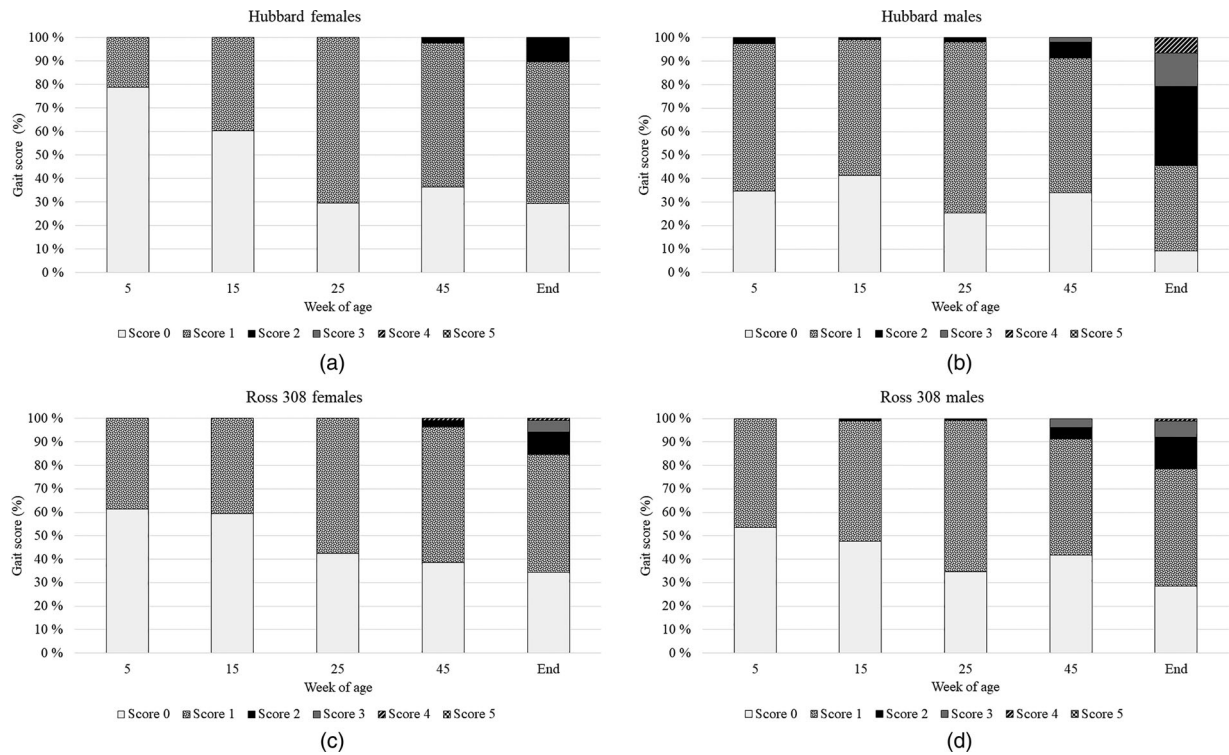 Hubbard females
Gait score (%)
100 %
90 %
80 %
70 %
60 %
50 %
40 %
30 %
20 %
10 %
0 %
5 15 25 45 End
Week of age
Score 0 Score 1 Score 2 Score 3 Score 4 Score 5
(a)
Hubbard males
Gait score (%)
100 %
90 %
80 %
70 %
60 %
50 %
40 %
30 %
20 %
10 %
0 %
5 15 25 45 End
Week of age
Score 0 Score 1 Score 2 Score 3 Score 4 Score 5
(b)
Ross 308 females
Gait score (%)
100 %
90 %
80 %
70 %
60 %
50 %
40 %
30 %
20 %
10 %
0 %
5 15 25 45 End
Week of age
Score 0 Score 1 Score 2 Score 3 Score 4 Score 5
(c)
Ross 308 males
Gait score (%)
100 %
90 %
80 %
70 %
60 %
50 %
40 %
30 %
20 %
10 %
0 %
5 15 25 45 End
Week of age
Score 0 Score 1 Score 2 Score 3 Score 4 Score 5
(d)